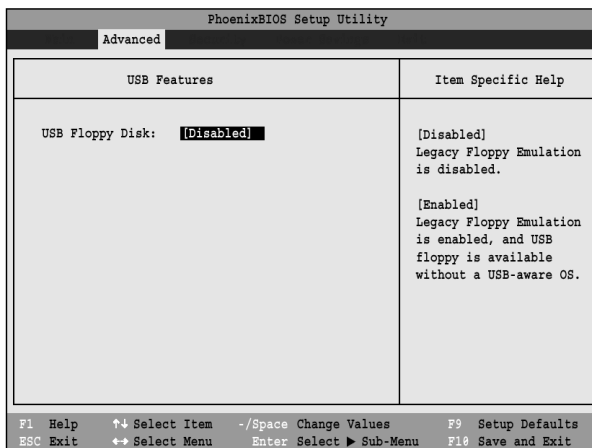 PhoenixBIOS Setup Utility
Advanced
USB Features
Item Specific Help
USB Floppy Disk: [Disabled]
[Disabled]
Legacy Floppy Emulation
is disabled.
[Enabled]
Legacy Floppy Emulation
is enabled, and USB
floppy is available
without a USB-aware OS.
F1 Help ↑↓ Select Item -/Space Change Values F9 Setup Defaults
ESC Exit ↔ Select Menu Enter Select ▶ Sub-Menu F10 Save and Exit